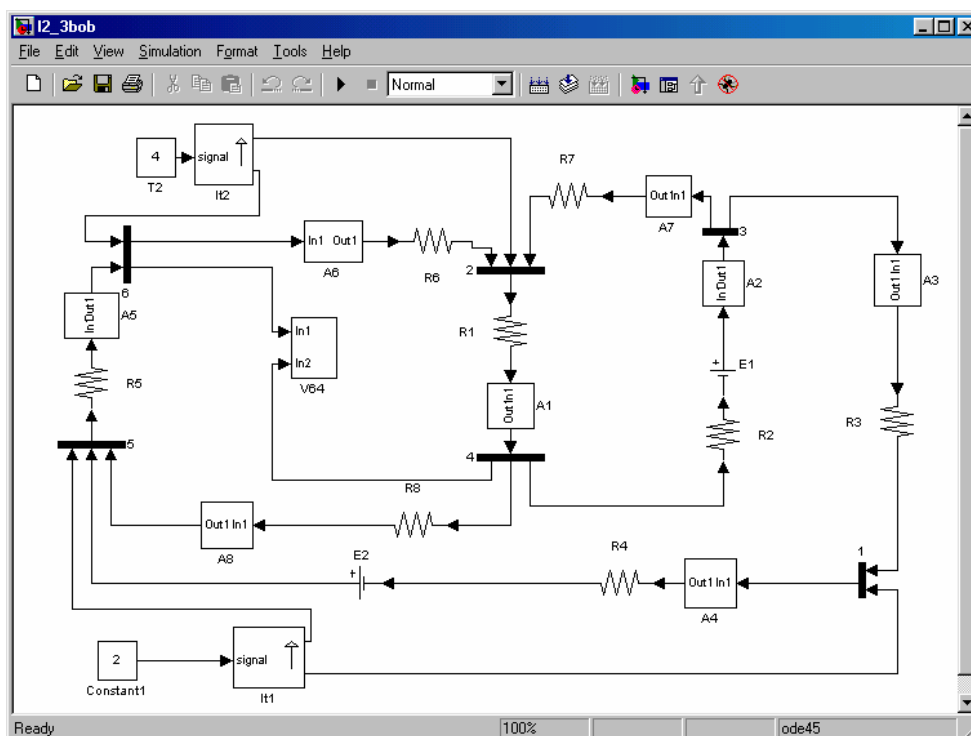 l2_3bob
File Edit View Simulation Format Tools Help
Normal
4
T2
signal
It2
R7
Out1 In1
A7
3
In1 Out1
A6
R6
2
6
In Out1
A5
In Out1
A2
Out1 In1
A3
In1
In2
V64
R1
E1
+
R5
Out1 In1
A1
R2
R3
5
4
R8
Out1 In1
A8
E2
+
R4
Out1 In1
A4
1
2
Constant1
signal
It1
Ready
100%
ode45